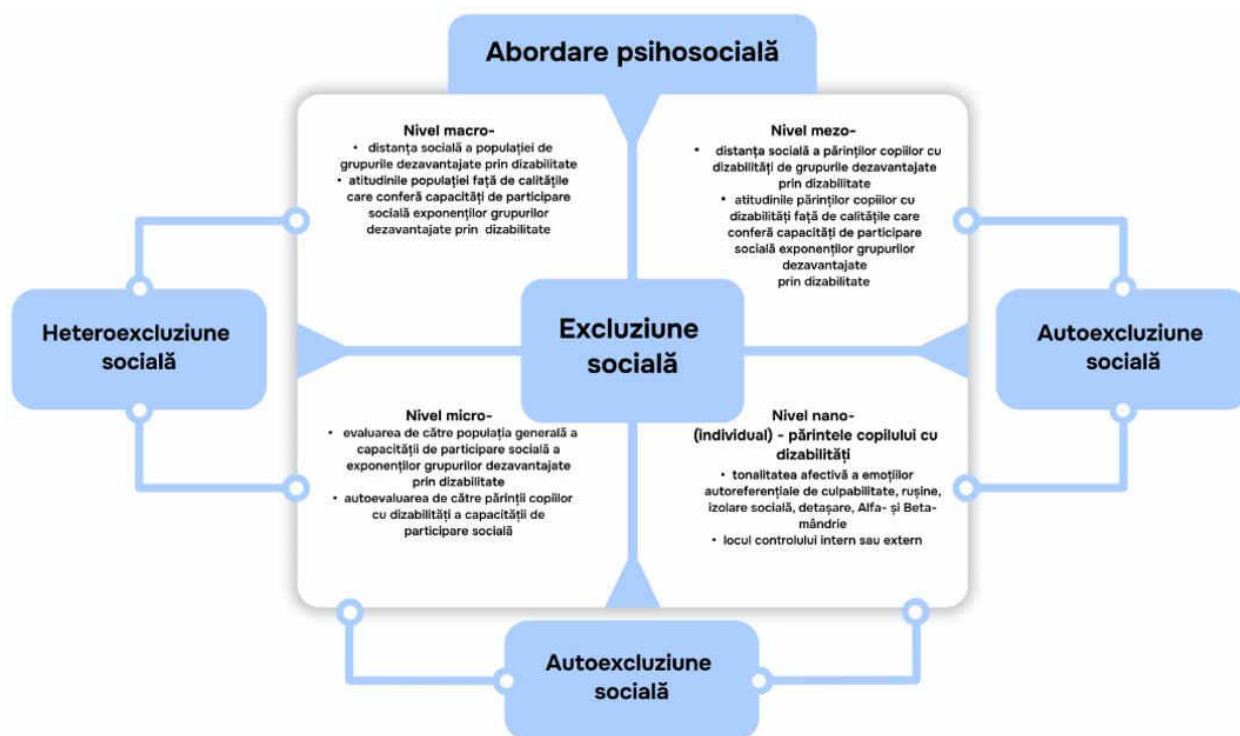 Abordare psihosocială
Nivel macro-
• distanța socială a populației de
grupurile dezavantajate prin dizabilitate
• atitudinile populației față de calitățile
care conferă capacități de participare
socială exponenților grupurilor
dezavantajate prin dizabilitate
Nivel mezo-
• distanța socială a părinților copiilor cu
dizabilități de grupurile dezavantajate
prin dizabilitate
• atitudinile părinților copiilor cu
dizabilități față de calitățile care
conferă capacități de participare
socială exponenților grupurilor
dezavantajate
prin dizabilitate
Heteroexcluziune
socială
Excluziune
socială
Autoexcluziune
socială
Nivel micro-
• evaluarea de către populația generală a
capacității de participare socială a
exponenților grupurilor dezavantajate
prin dizabilitate
• autoevaluarea de către părinții copiilor
cu dizabilități a capacității de
participare socială
Nivel nano-
(individual) - părintele copilului cu
dizabilități
• tonalitatea afectivă a emoțiilor
autoreferențiale de culpabilitate, rușine,
izolare socială, detașare, Alfa- și Beta-
mândrie
• locul controlului intern sau extern
Autoexcluziune
socială